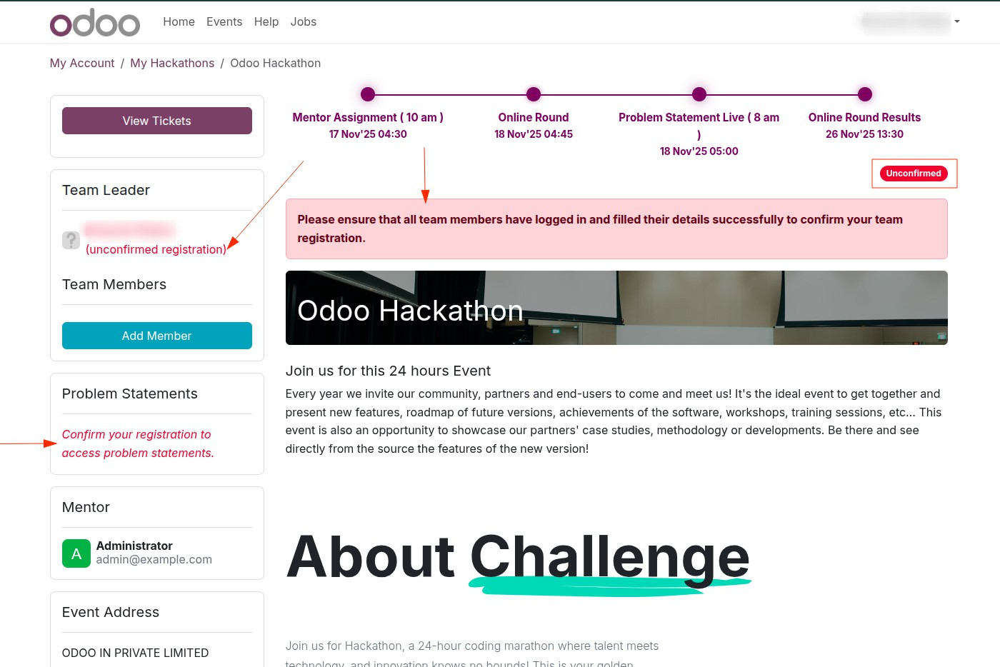 odoo
Home Events Help Jobs
My Account / My Hackathons / Odoo Hackathon
View Tickets
Team Leader
(unconfirmed registration)
Team Members
Add Member
Problem Statements
Confirm your registration to
access problem statements.
Mentor
A
Administrator
admin@example.com
Event Address
ODOO IN PRIVATE LIMITED
Mentor Assignment ( 10 am )
17 Nov'25 04:30
Online Round
18 Nov'25 04:45
Problem Statement Live ( 8 am
)
18 Nov'25 05:00
Online Round Results
26 Nov'25 13:30
Unconfirmed
Please ensure that all team members have logged in and filled their details successfully to confirm your team
registration.
Odoo Hackathon
Join us for this 24 hours Event
Every year we invite our community, partners and end-users to come and meet us! It's the ideal event to get together and
present new features, roadmap of future versions, achievements of the software, workshops, training sessions, etc... This
event is also an opportunity to showcase our partners' case studies, methodology or developments. Be there and see
directly from the source the features of the new version!
About Challenge
Join us for Hackathon, a 24-hour coding marathon where talent meets
technology, and innovation knows no bounds! This is your golden